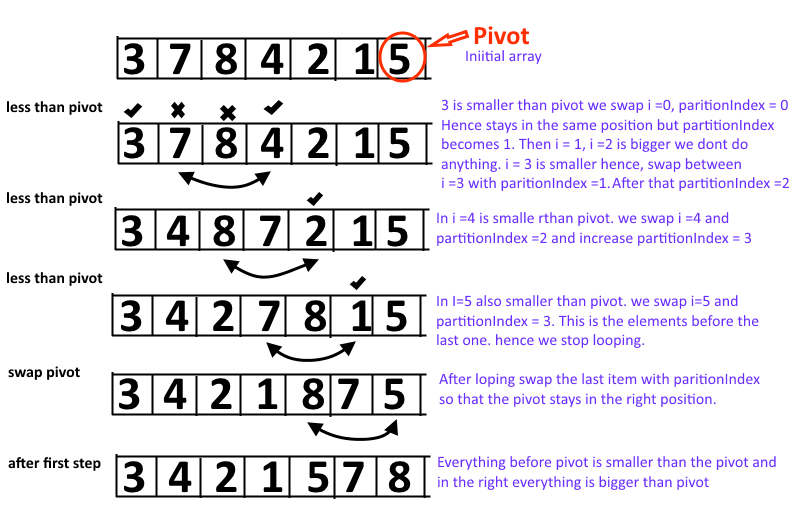 Pivot
Iniitial array
3 7 8 4 2 1 5
less than pivot
3 7 8 4 2 1 5
3 is smaller than pivot we swap i =0, paritionIndex = 0
Hence stays in the same position but partitionIndex
becomes 1. Then i = 1, i =2 is bigger we dont do
anything. i = 3 is smaller hence, swap between
i =3 with paritionIndex =1. After that partitionIndex =2
less than pivot
3 4 8 7 2 1 5
In i =4 is smalle rthan pivot. we swap i =4 and
partitionIndex =2 and increase partitionIndex = 3
less than pivot
3 4 2 7 8 1 5
In I=5 also smaller than pivot. we swap i=5 and
partitionIndex = 3. This is the elements before the
last one. hence we stop looping.
swap pivot
3 4 2 1 8 7 5
After loping swap the last item with paritionIndex
so that the pivot stays in the right position.
after first step
3 4 2 1 5 7 8
Everything before pivot is smaller than the pivot and
in the right everything is bigger than pivot